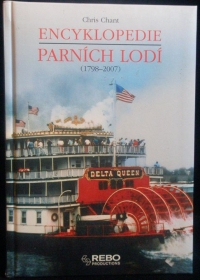 Chris Chant
ENCYKLOPEDIE
PARNÍCH LODÍ
(1798–2007)
DELTA QUEEN
REBO
PRODUCTIONS